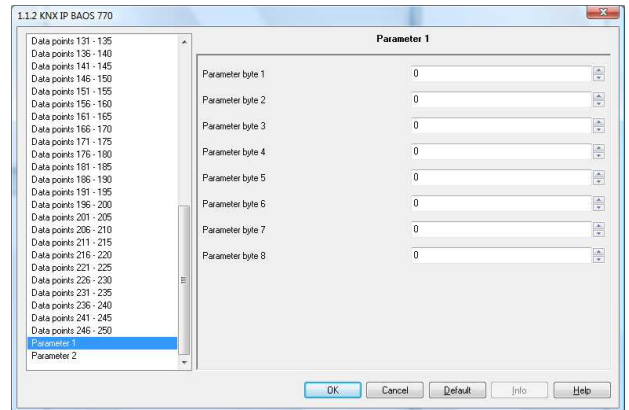 1.1.2 KNX IP BAOS 770
Data points 131 - 135
Data points 136 - 140
Data points 141 - 145
Data points 146 - 150
Data points 151 - 155
Data points 156 - 160
Data points 161 - 165
Data points 166 - 170
Data points 171 - 175
Data points 176 - 180
Data points 181 - 185
Data points 186 - 190
Data points 191 - 195
Data points 196 - 200
Data points 201 - 205
Data points 206 - 210
Data points 211 - 215
Data points 216 - 220
Data points 221 - 225
Data points 226 - 230
Data points 231 - 235
Data points 236 - 240
Data points 241 - 245
Data points 246 - 250
Parameter 1
Parameter 2
Parameter 1
Parameter byte 1 0
Parameter byte 2 0
Parameter byte 3 0
Parameter byte 4 0
Parameter byte 5 0
Parameter byte 6 0
Parameter byte 7 0
Parameter byte 8 0
OK Cancel Default Info Help